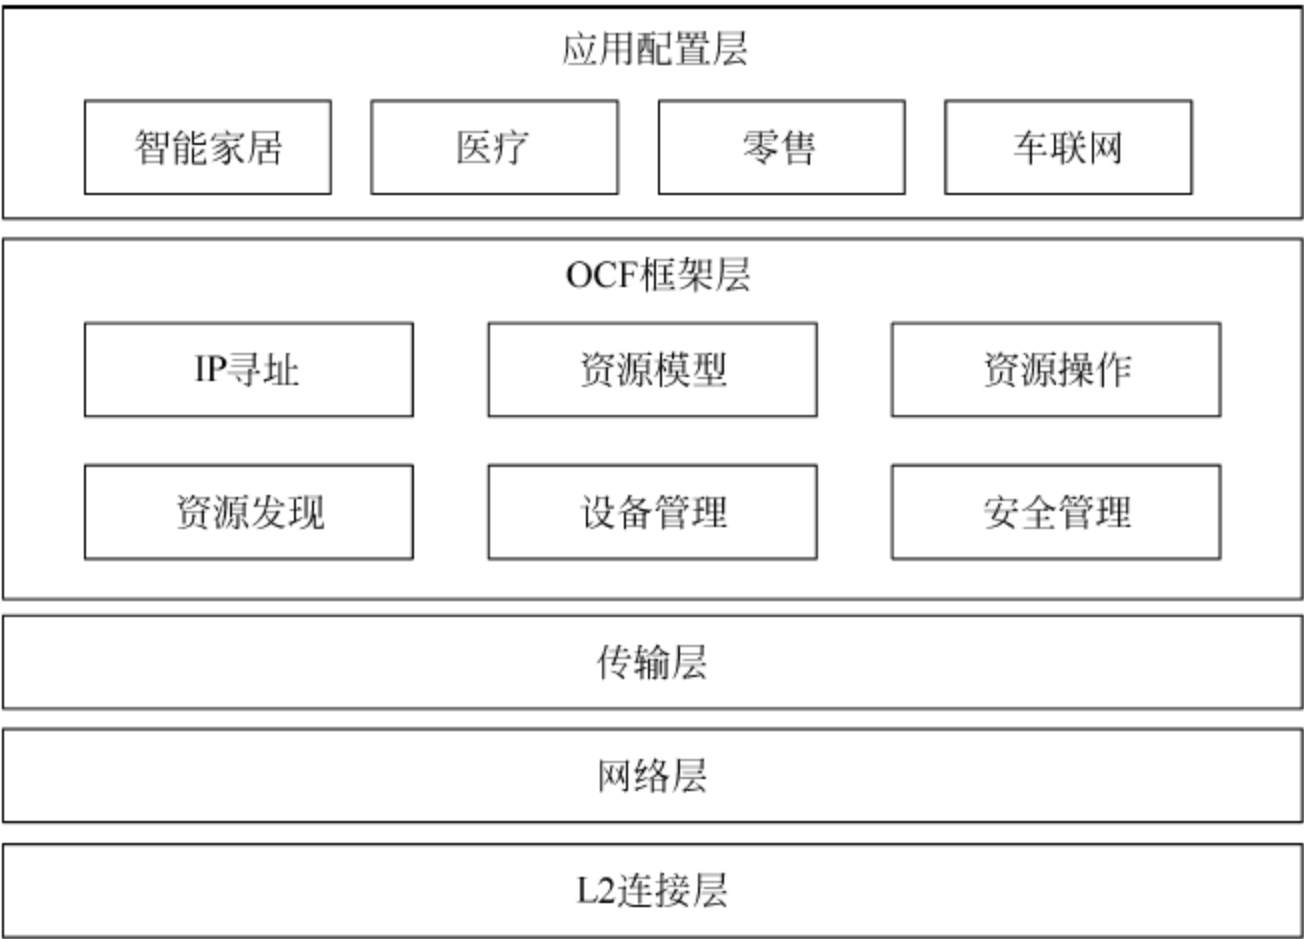 应用配置层
智能家居 医疗 零售 车联网
OCF框架层
IP寻址 资源模型 资源操作
资源发现 设备管理 安全管理
传输层
网络层
L2连接层